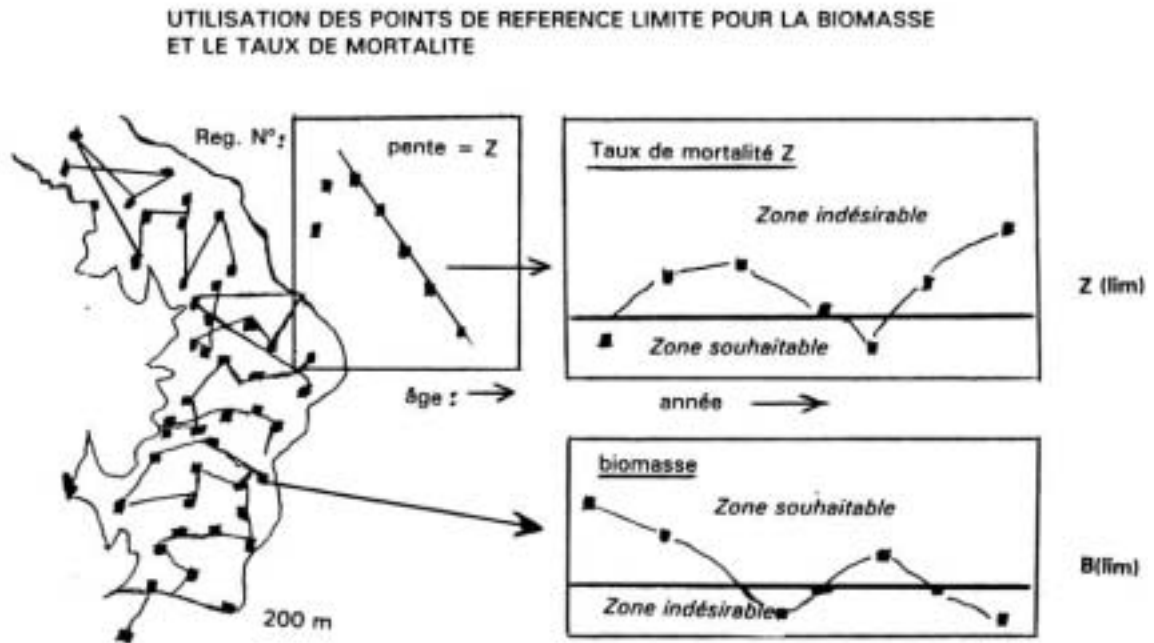 UTILISATION DES POINTS DE REFERENCE LIMITE POUR LA BIOMASSE
ET LE TAUX DE MORTALITE
Reg. N°:
pente = Z
âge :
Taux de mortalité Z
Zone indésirable
Zone souhaitable
Z (lim)
année
biomasse
Zone souhaitable
Zone indésirable
B(lim)
200 m